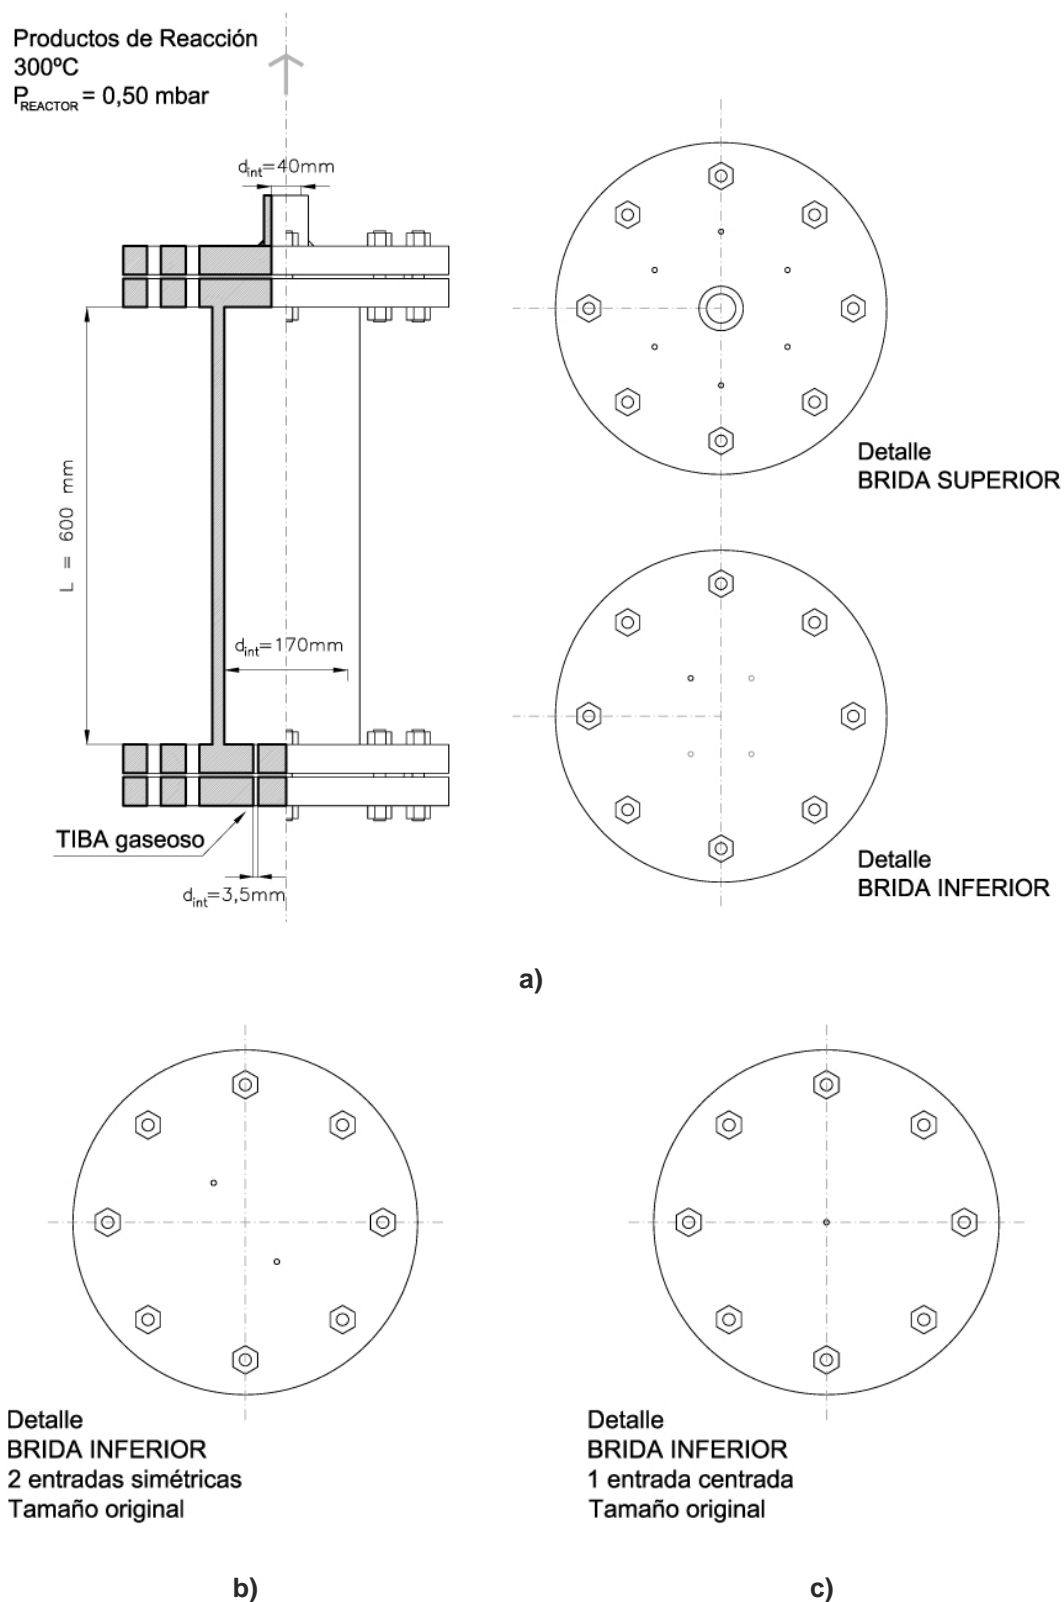 Productos de Reacción
300ºC
PREACTOR = 0,50 mbar
dint=40mm
L = 600 mm
dint=170mm
TIBA gaseoso
dint=3,5mm
Detalle
BRIDA SUPERIOR
Detalle
BRIDA INFERIOR
a)
Detalle
BRIDA INFERIOR
2 entradas simétricas
Tamaño original
b)
Detalle
BRIDA INFERIOR
1 entrada centrada
Tamaño original
c)